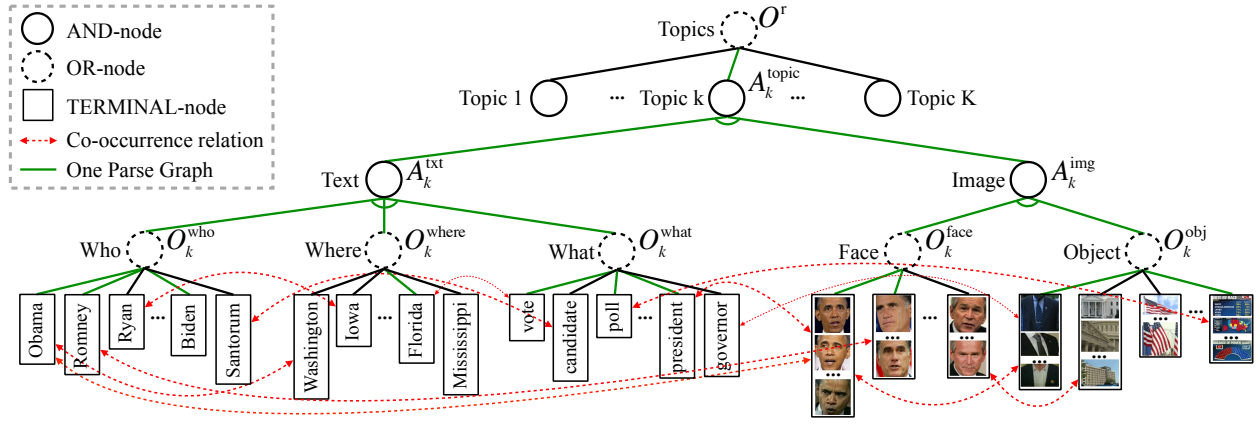 AND-node
OR-node
TERMINAL-node
Co-occurrence relation
One Parse Graph
Topics O^r
Topic 1 ... Topic k A_k^topic ... Topic K
Text A_k^txt
Image A_k^img
Who O_k^who
Where O_k^where
What O_k^what
Face O_k^face
Object O_k^obj
Obama
Romney
Ryan
...
Biden
Santorum
Washington
Iowa
...
Florida
Mississippi
vote
candidate
poll
...
president
governor